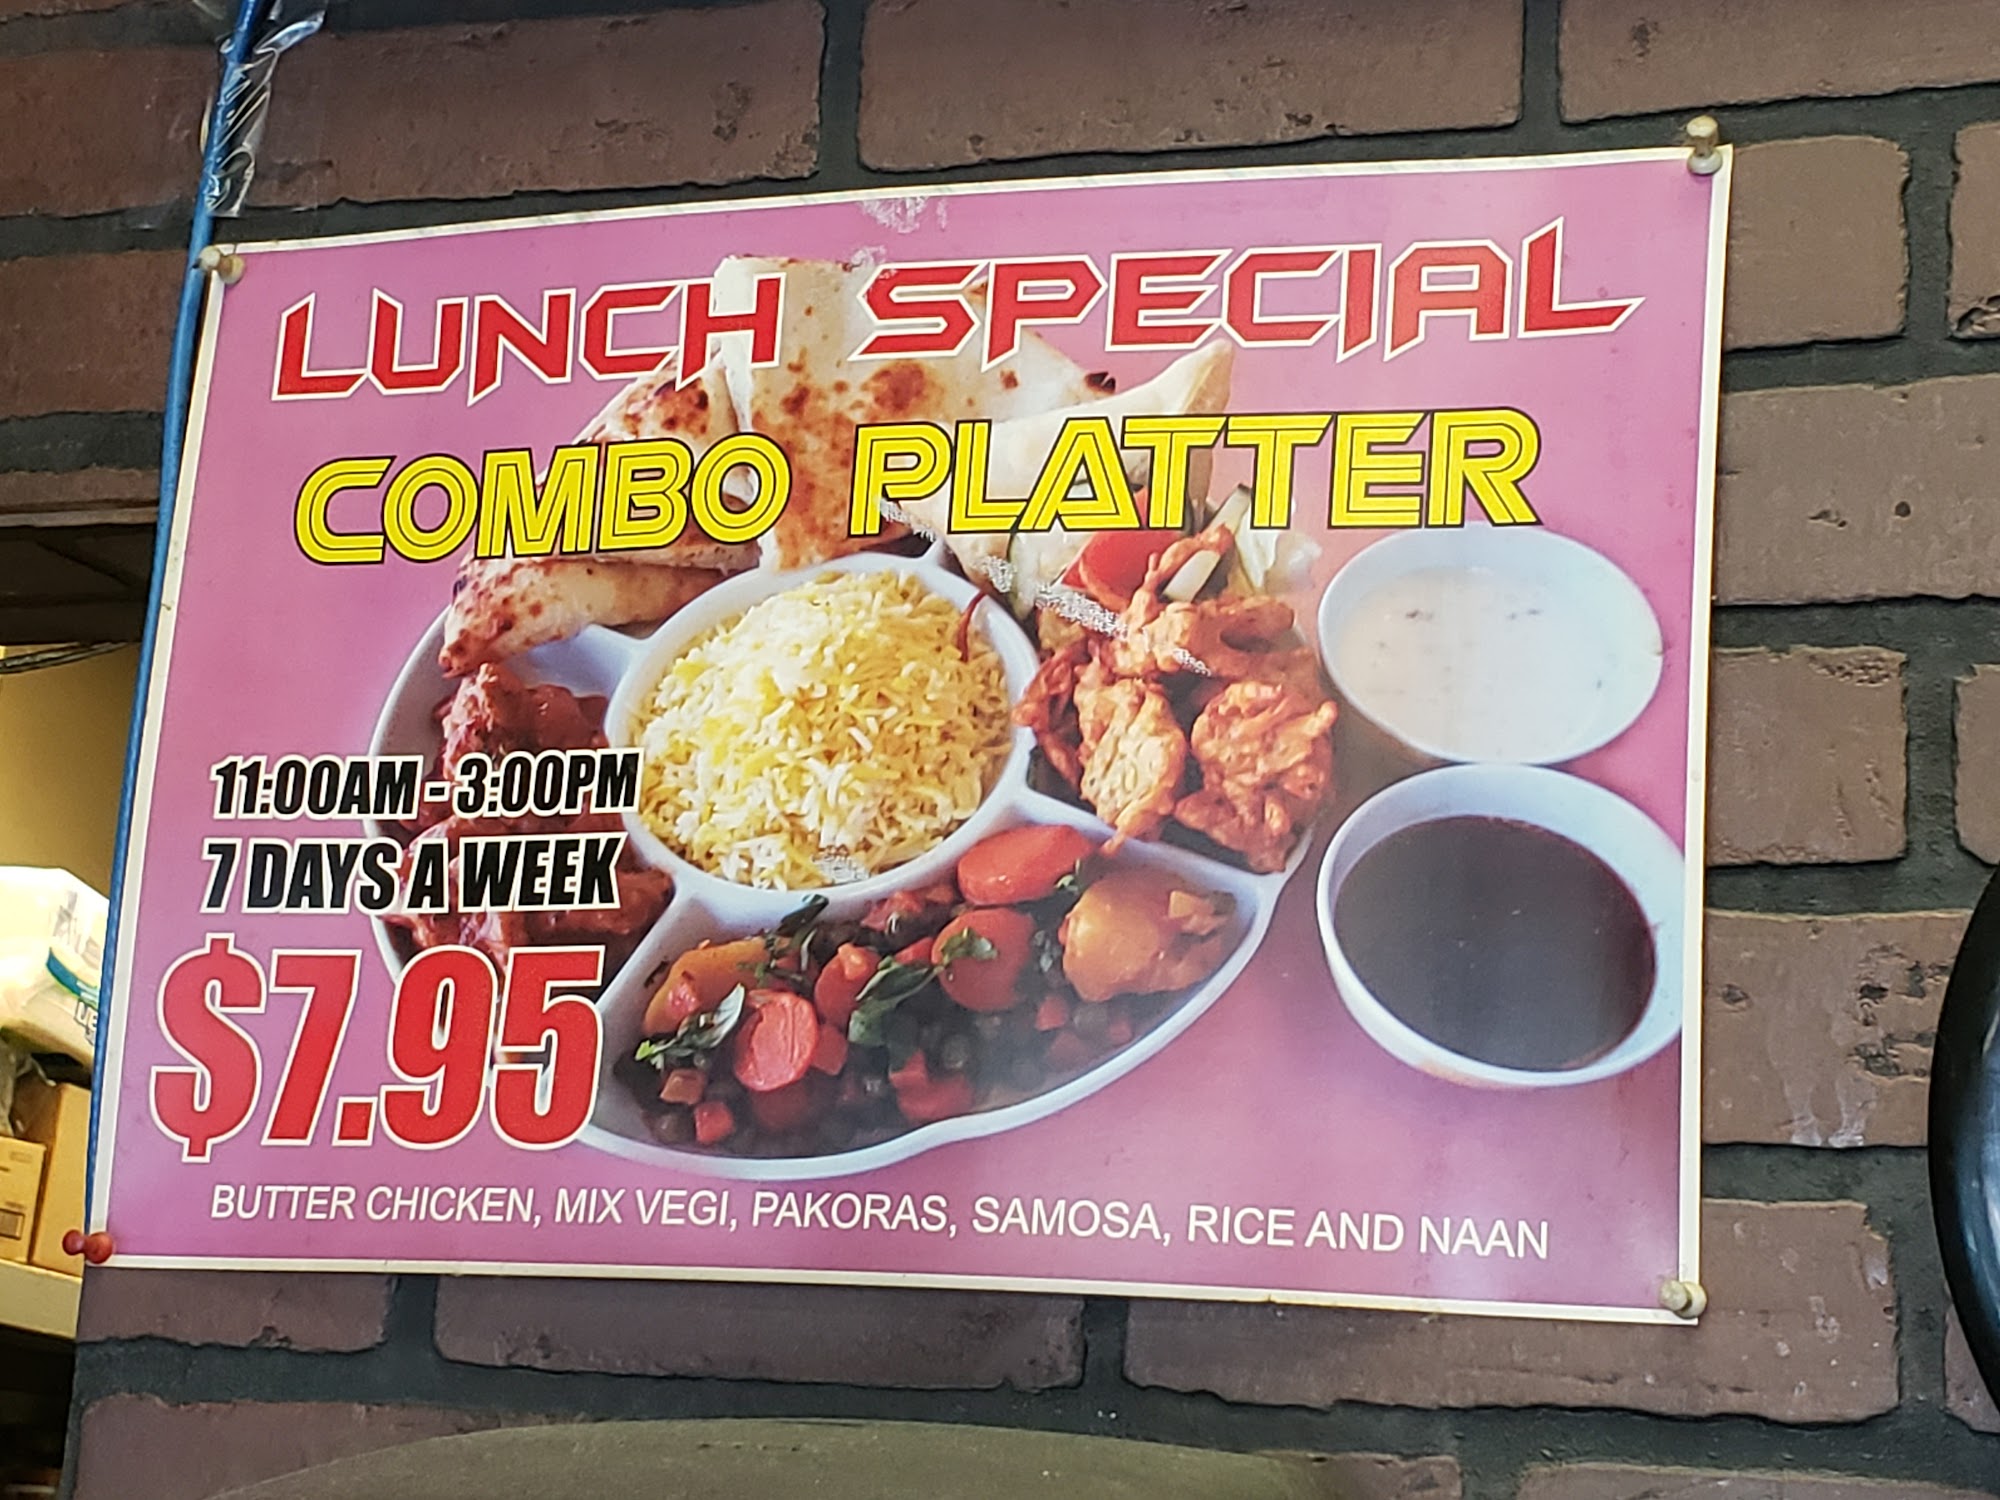 LUNCH SPECIAL
COMBO PLATTER
11:00AM - 3:00PM
7 DAYS A WEEK
$7.95
BUTTER CHICKEN, MIX VEGI, PAKORAS, SAMOSA, RICE AND NAAN